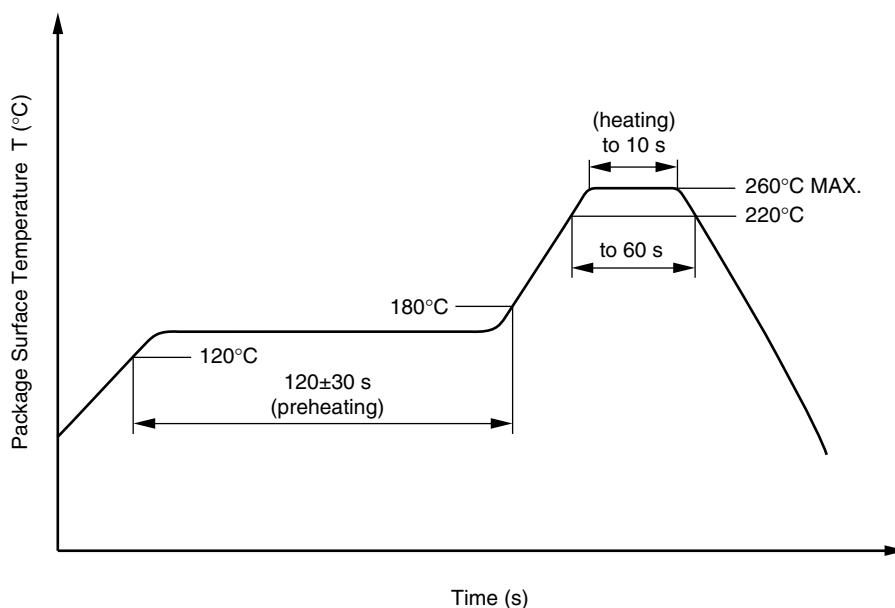 Package Surface Temperature T (°C)
(heating)
to 10 s
260°C MAX.
220°C
to 60 s
180°C
120°C
120±30 s
(preheating)
Time (s)